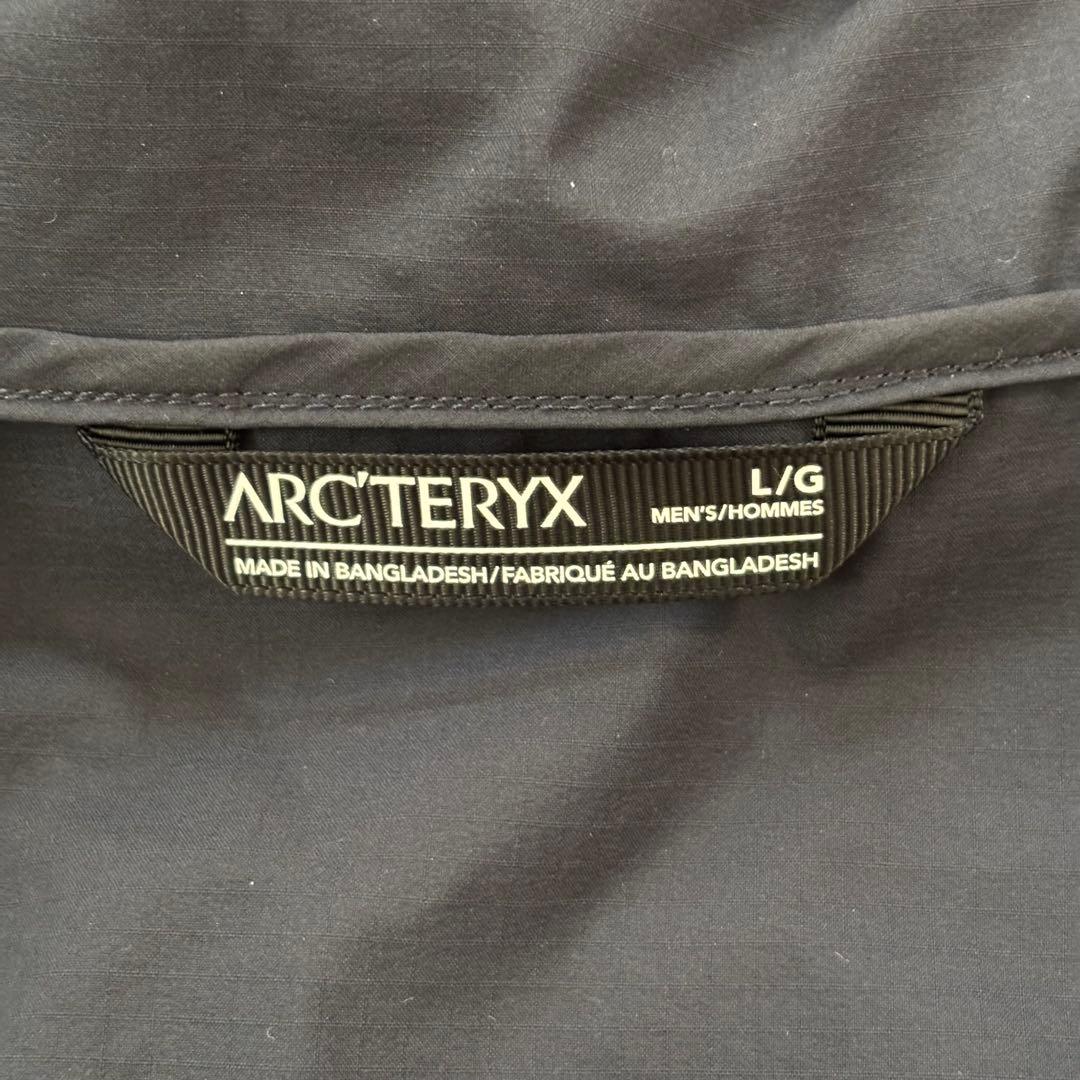 ARC'TERYX
L/G
MEN'S/HOMMES
MADE IN BANGLADESH/FABRIQUÉ AU BANGLADESH